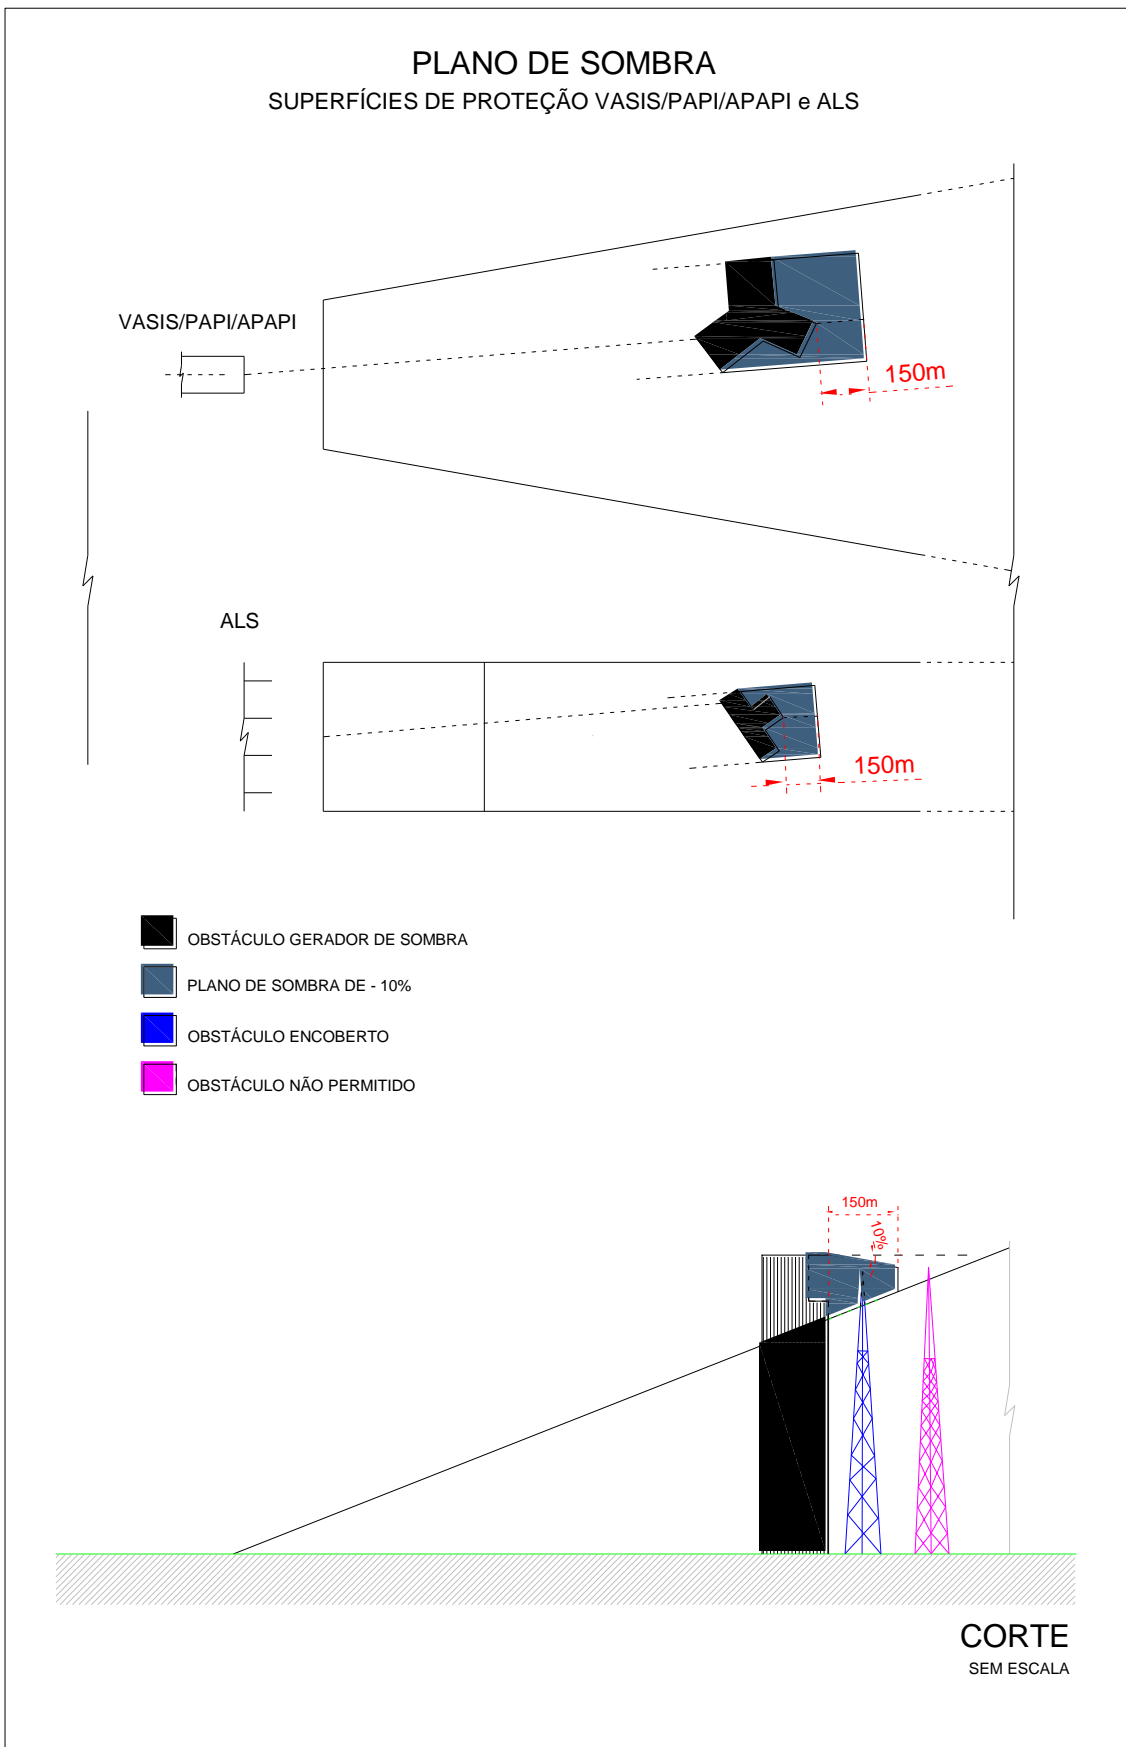 PLANO DE SOMBRA
SUPERFÍCIES DE PROTEÇÃO VASIS/PAPI/APAPI e ALS
VASIS/PAPI/APAPI
150m
ALS
150m
OBSTÁCULO GERADOR DE SOMBRA
PLANO DE SOMBRA DE - 10%
OBSTÁCULO ENCOBERTO
OBSTÁCULO NÃO PERMITIDO
150m
10%
CORTE
SEM ESCALA